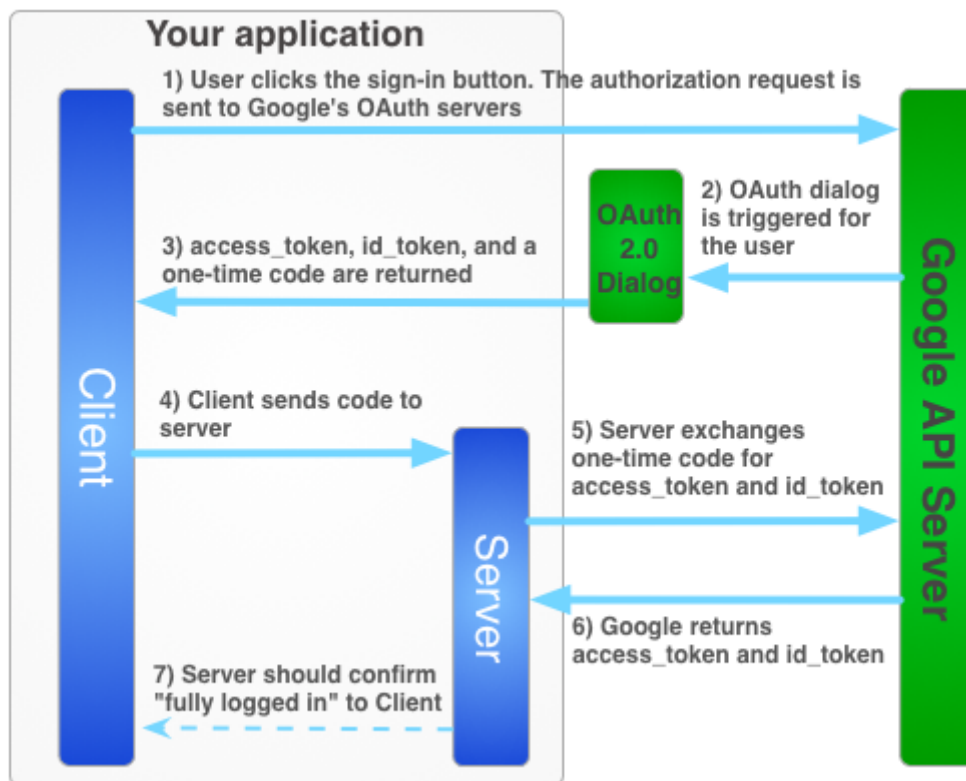 Your application
1) User clicks the sign-in button. The authorization request is
sent to Google's OAuth servers
OAuth
2.0
Dialog
2) OAuth dialog
is triggered for
the user
3) access_token, id_token, and a
one-time code are returned
Client
Google API Server
4) Client sends code to
server
Server
5) Server exchanges
one-time code for
access_token and id_token
6) Google returns
access_token and id_token
7) Server should confirm
"fully logged in" to Client